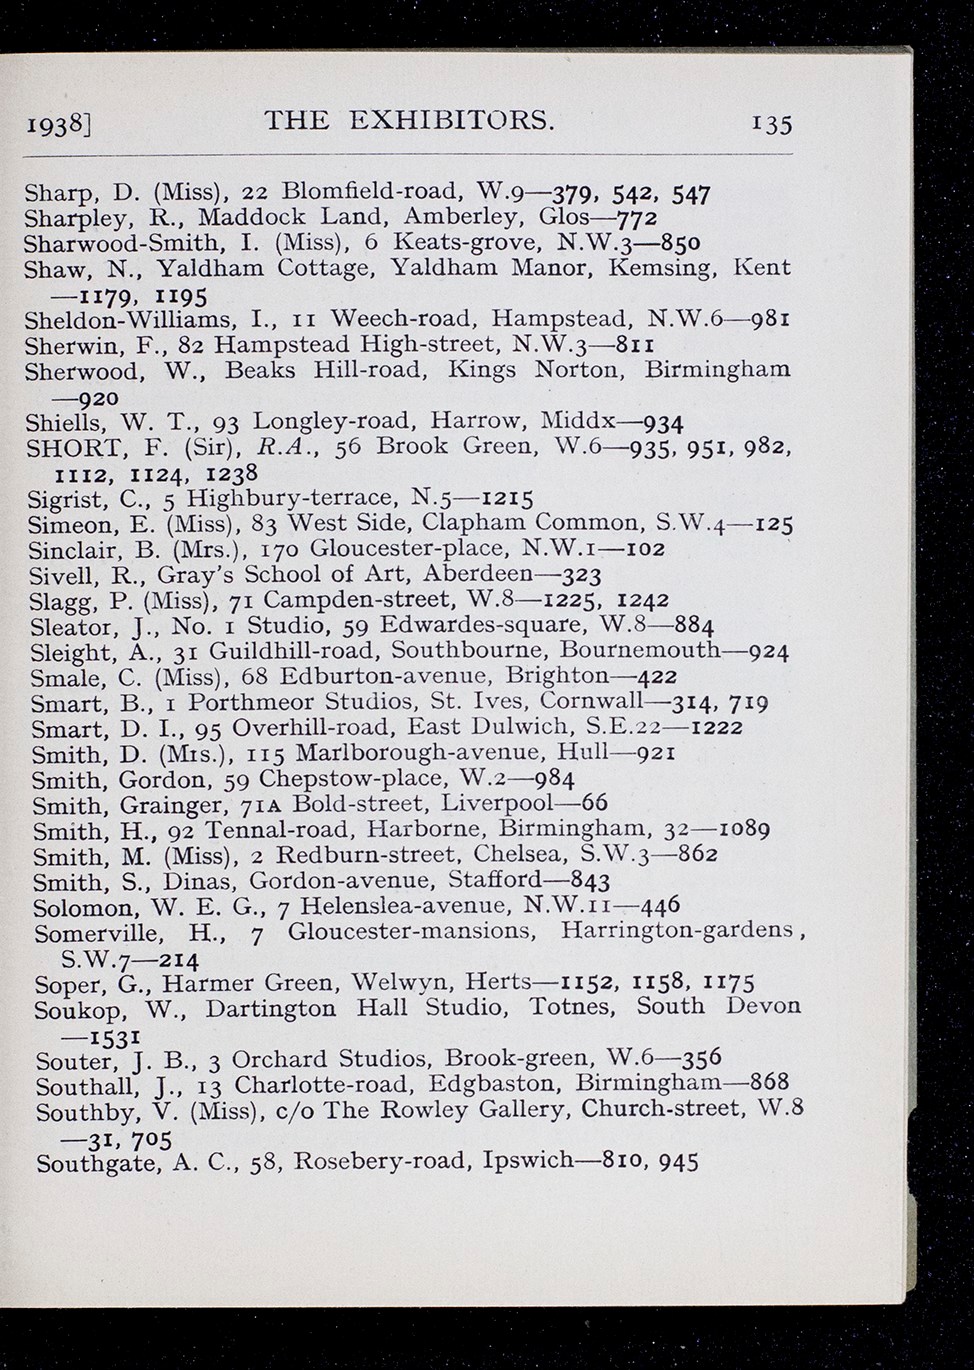 1938] THE EXHIBITORS. 135
Sharp, D. (Miss), 22 Blomfield-road, W.9—379, 542, 547
Sharpley, R., Maddock Land, Amberley, Glos—772
Sharwood-Smith, I. (Miss), 6 Keats-grove, N.W.3—850
Shaw, N., Yaldham Cottage, Yaldham Manor, Kemsing, Kent
—1179, 1195
Sheldon-Williams, I., 11 Weech-road, Hampstead, N.W.6—981
Sherwin, F., 82 Hampstead High-street, N.W.3—811
Sherwood, W., Beaks Hill-road, Kings Norton, Birmingham
—920
Shiells, W. T., 93 Longley-road, Harrow, Middx—934
SHORT, F. (Sir), R.A., 56 Brook Green, W.6—935, 951, 982,
1112, 1124, 1238
Sigrist, C., 5 Highbury-terrace, N.5—1215
Simeon, E. (Miss), 83 West Side, Clapham Common, S.W.4—125
Sinclair, B. (Mrs.), 170 Gloucester-place, N.W.1—102
Sivell, R., Gray's School of Art, Aberdeen—323
Slagg, P. (Miss), 71 Campden-street, W.8—1225, 1242
Sleator, J., No. 1 Studio, 59 Edwardes-square, W.8—884
Sleight, A., 31 Guildhill-road, Southbourne, Bournemouth—924
Smale, C. (Miss), 68 Edburton-avenue, Brighton—422
Smart, B., 1 Porthmeor Studios, St. Ives, Cornwall—314, 719
Smart, D. I., 95 Overhill-road, East Dulwich, S.E.22—1222
Smith, D. (Mrs.), 115 Marlborough-avenue, Hull—921
Smith, Gordon, 59 Chepstow-place, W.2—984
Smith, Grainger, 71A Bold-street, Liverpool—66
Smith, H., 92 Tennal-road, Harborne, Birmingham, 32—1089
Smith, M. (Miss), 2 Redburn-street, Chelsea, S.W.3—862
Smith, S., Dinas, Gordon-avenue, Stafford—843
Solomon, W. E. G., 7 Helenslea-avenue, N.W.11—446
Somerville, H., 7 Gloucester-mansions, Harrington-gardens,
S.W.7—214
Soper, G., Harmer Green, Welwyn, Herts—1152, 1158, 1175
Soukop, W., Dartington Hall Studio, Totnes, South Devon
—1531
Souter, J. B., 3 Orchard Studios, Brook-green, W.6—356
Southall, J., 13 Charlotte-road, Edgbaston, Birmingham—868
Southby, V. (Miss), c/o The Rowley Gallery, Church-street, W.8
—31, 705
Southgate, A. C., 58, Rosebery-road, Ipswich—810, 945